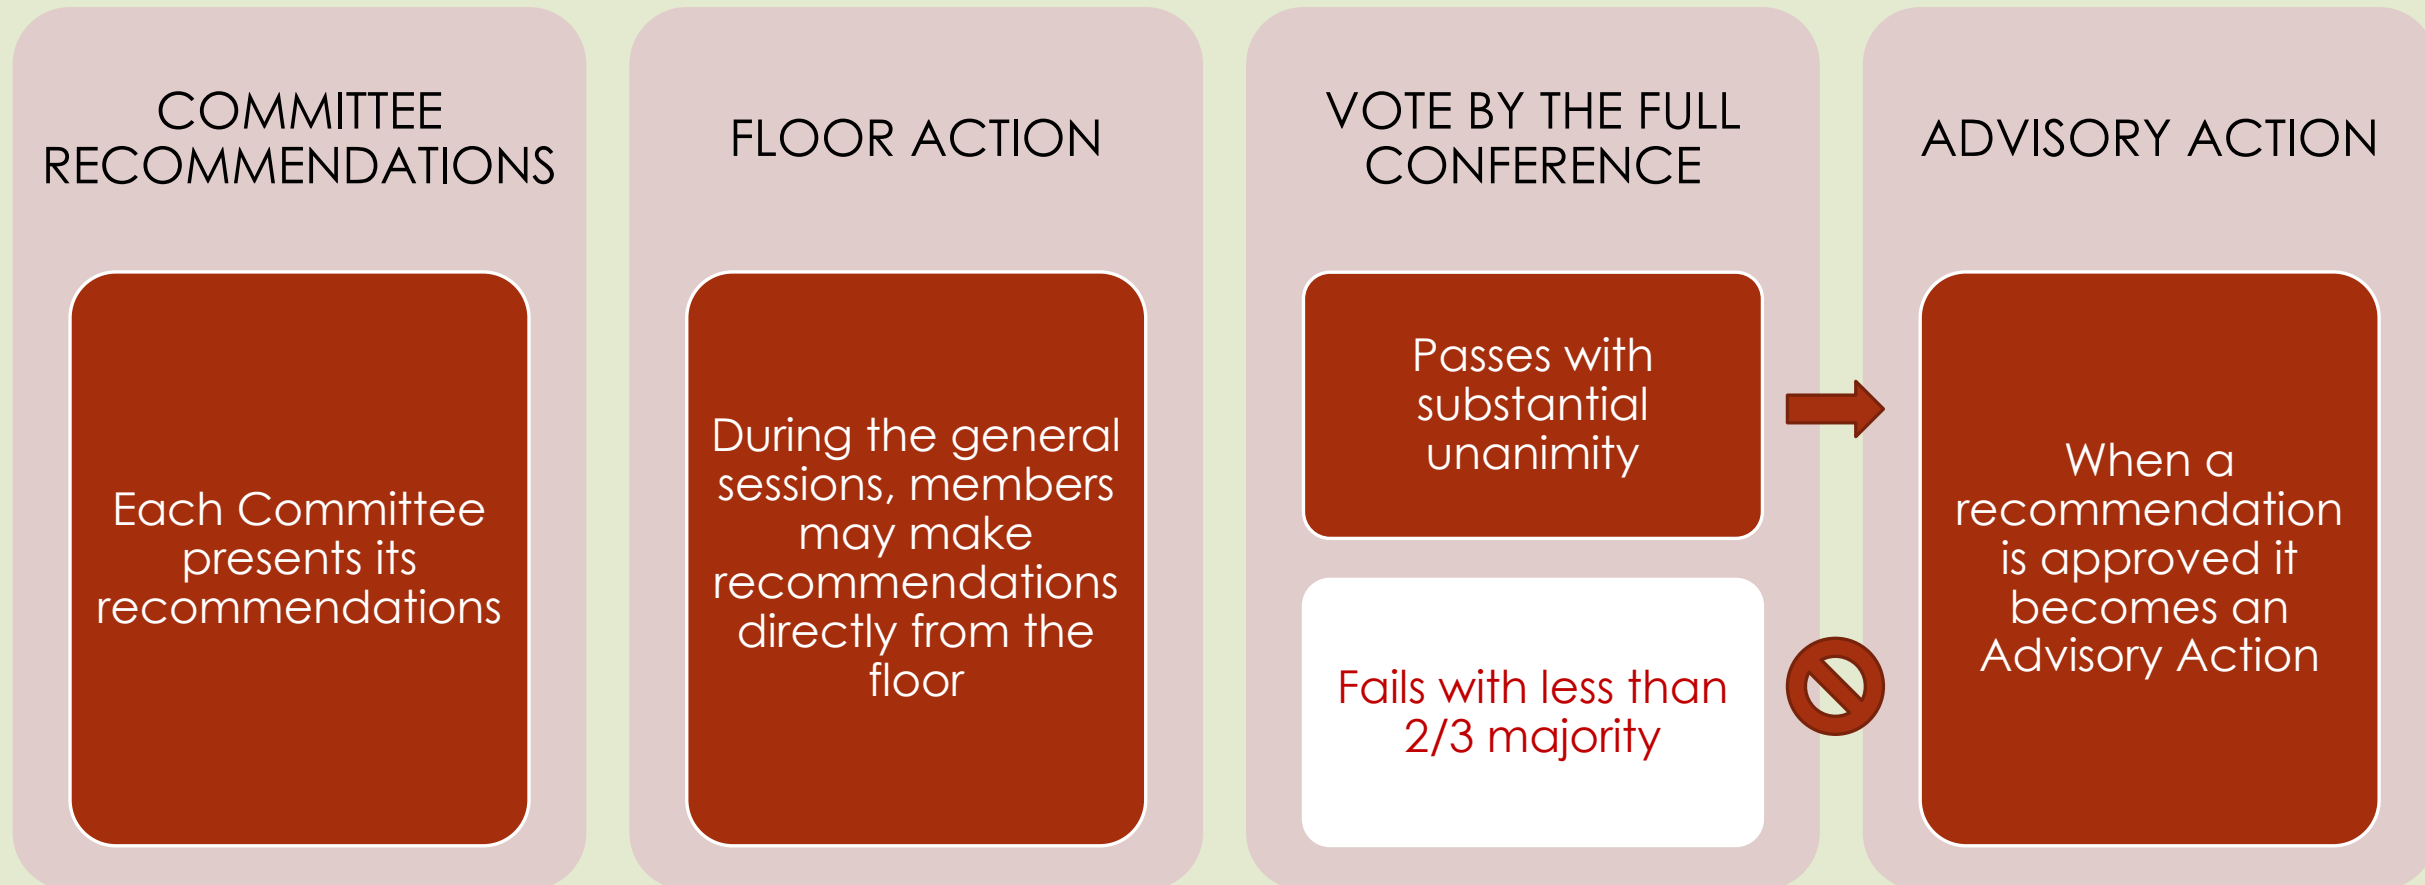 COMMITTEE
RECOMMENDATIONS
Each Committee
presents its
recommendations
FLOOR ACTION
During the general
sessions, members
may make
recommendations
directly from the
floor
VOTE BY THE FULL
CONFERENCE
Passes with
substantial
unanimity
Fails with less than
2/3 majority
ADVISORY ACTION
When a
recommendation
is approved it
becomes an
Advisory Action